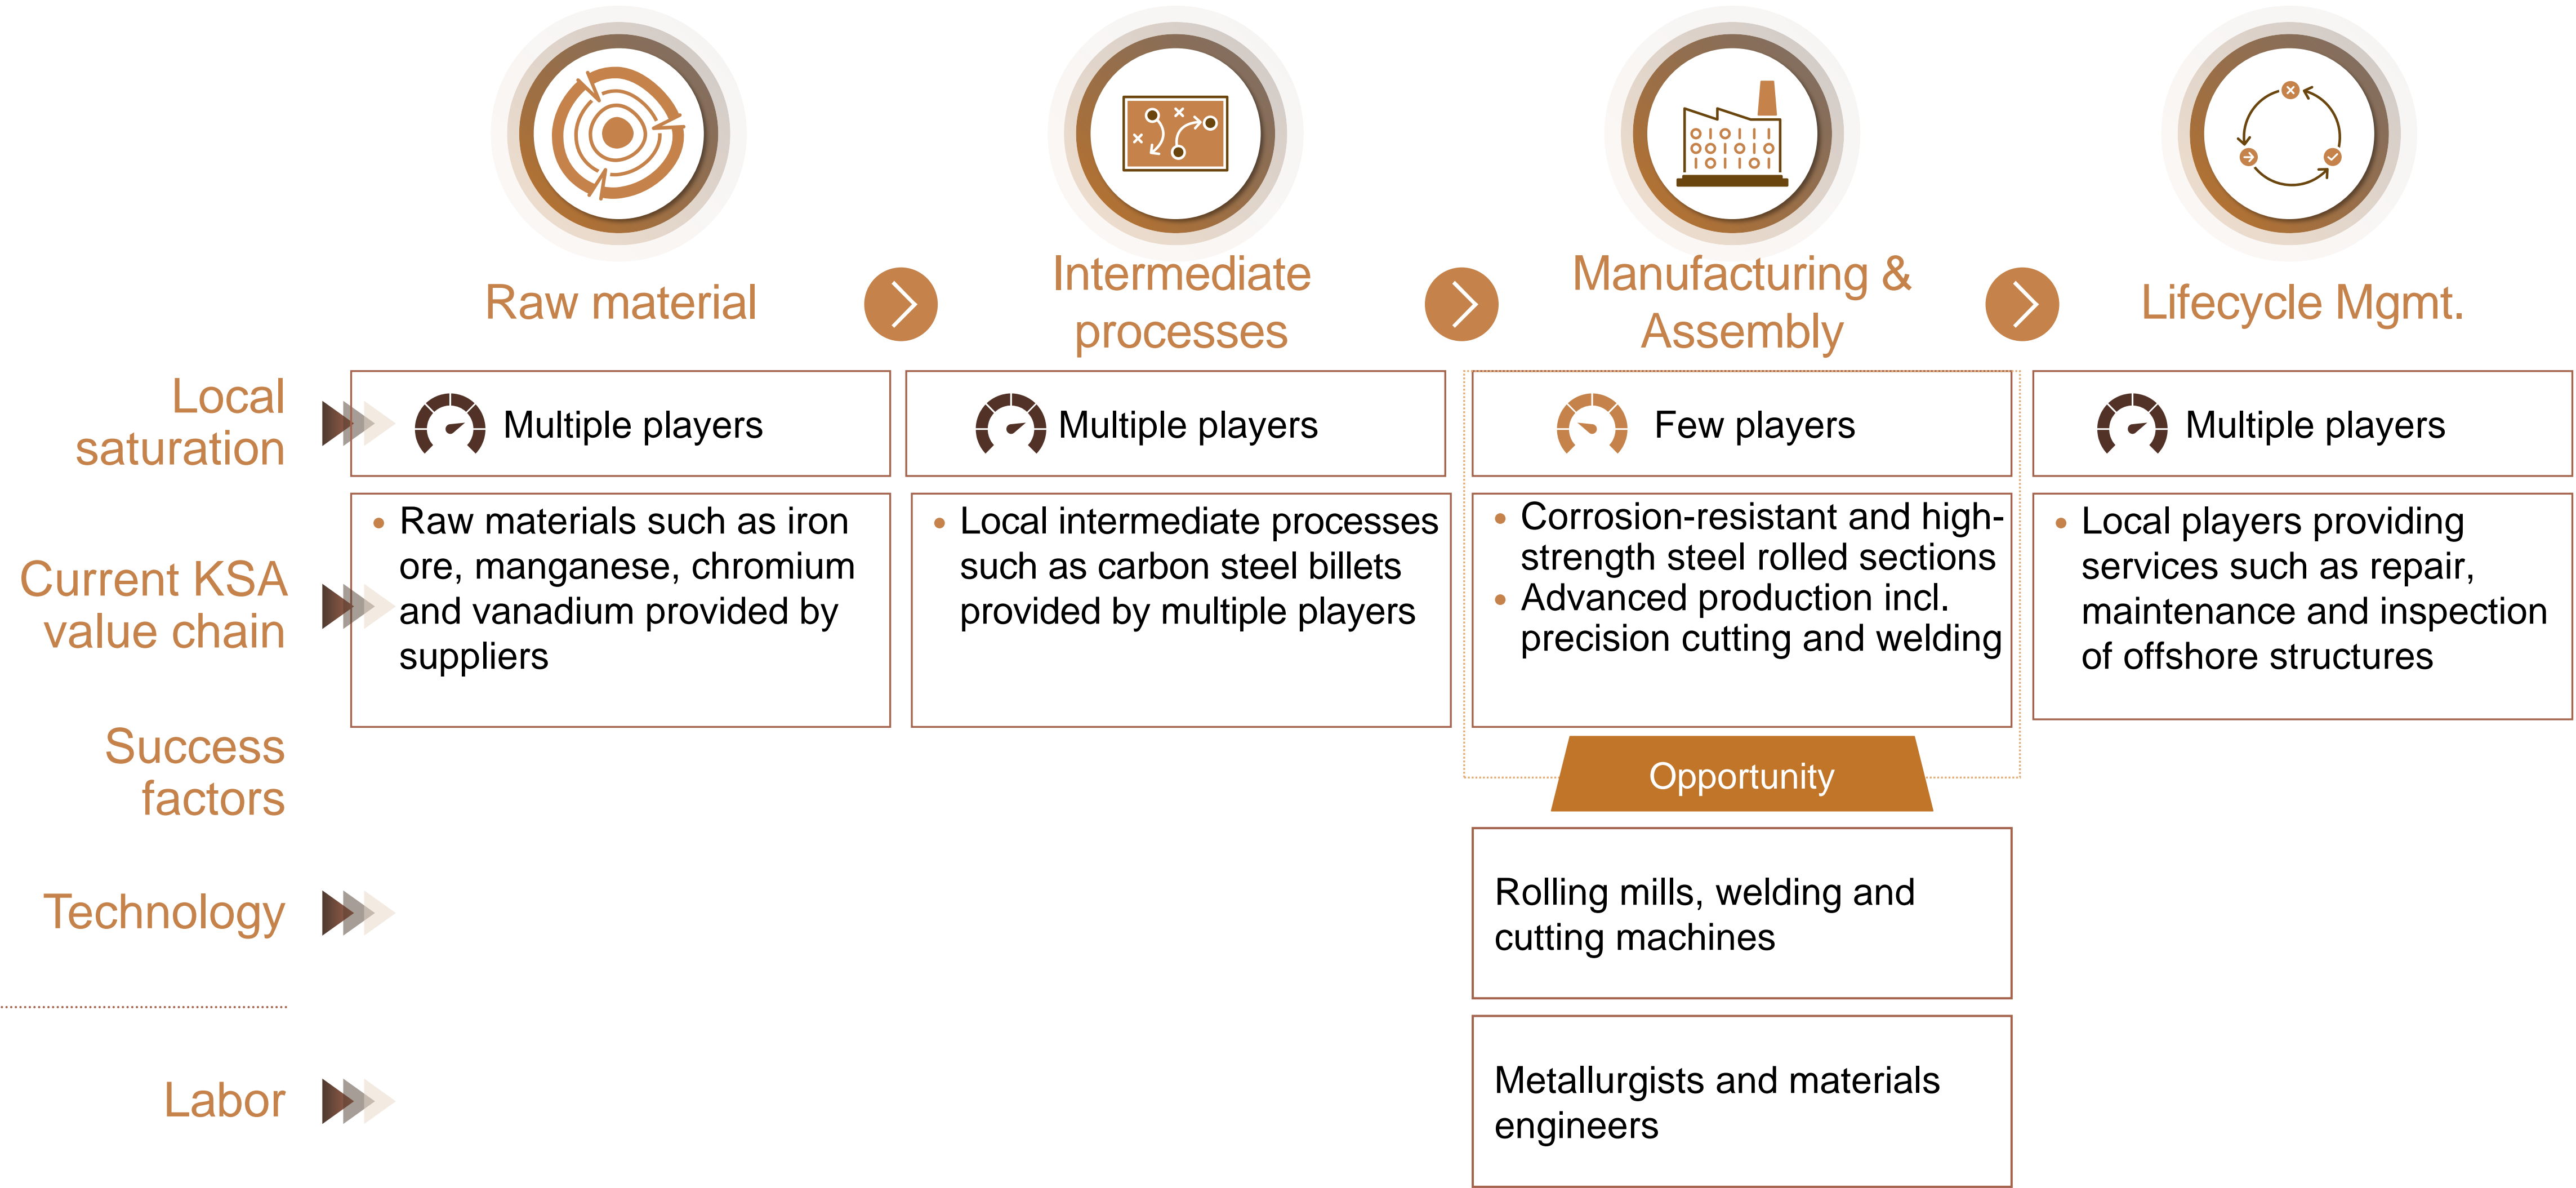 Raw material
Intermediate
processes
Manufacturing &
Assembly
Lifecycle Mgmt.
Local
saturation
Multiple players
Multiple players
Few players
Multiple players
Current KSA
value chain
• Raw materials such as iron
ore, manganese, chromium
and vanadium provided by
suppliers
• Local intermediate processes
such as carbon steel billets
provided by multiple players
• Corrosion-resistant and high-
strength steel rolled sections
• Advanced production incl.
precision cutting and welding
• Local players providing
services such as repair,
maintenance and inspection
of offshore structures
Success
factors
Opportunity
Technology
Rolling mills, welding and
cutting machines
Labor
Metallurgists and materials
engineers